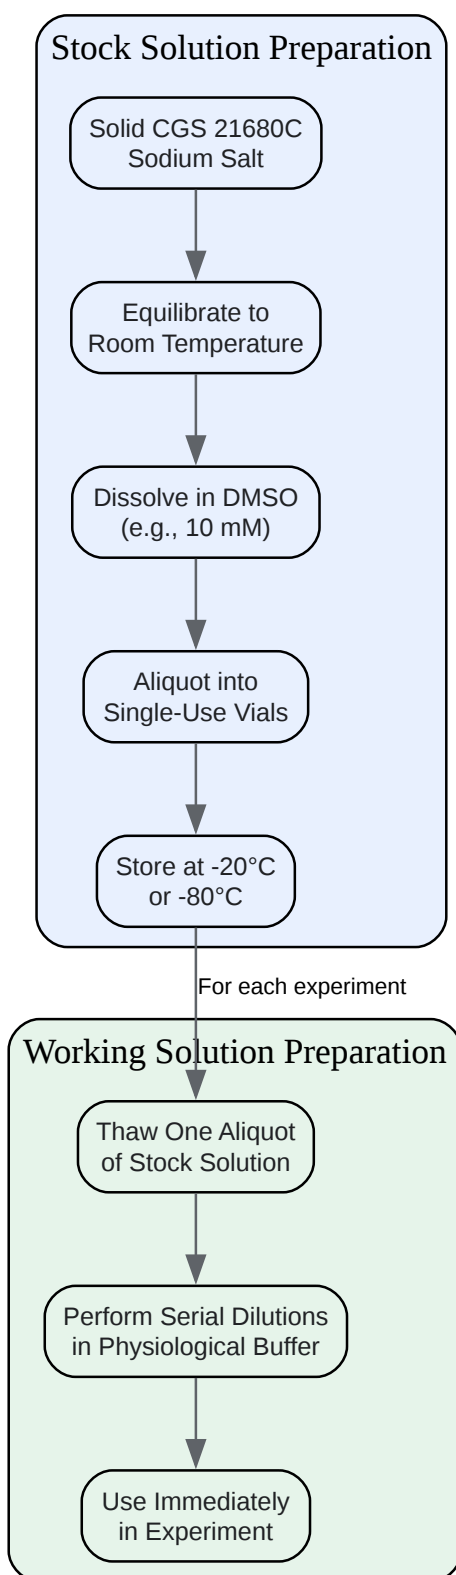 Stock Solution Preparation
Solid CGS 21680C
Sodium Salt
Equilibrate to
Room Temperature
Dissolve in DMSO
(e.g., 10 mM)
Aliquot into
Single-Use Vials
Store at -20°C
or -80°C
For each experiment
Working Solution Preparation
Thaw One Aliquot
of Stock Solution
Perform Serial Dilutions
in Physiological Buffer
Use Immediately
in Experiment